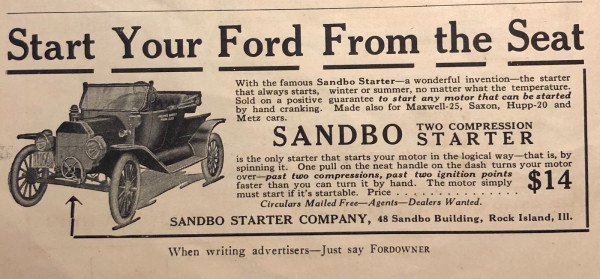 Start Your Ford From the Seat
With the famous Sandbo Starter—a wonderful invention—the starter
that always starts, winter or summer, no matter what the temperature.
Sold on a positive guarantee to start any motor that can be started
by hand cranking. Made also for Maxwell-25, Saxon, Hupp-20 and
Metz cars.
SANDBO TWO COMPRESSION STARTER
is the only starter that starts your motor in the logical way—that is, by
spinning it. One pull on the neat handle on the dash turns your motor
over—past two compressions, past two ignition points
faster than you can turn it by hand. The motor simply
must start if it's startable. Price . . . . . . . . . . . . . . . . $14
Circulars Mailed Free—Agents—Dealers Wanted.
SANDBO STARTER COMPANY, 48 Sandbo Building, Rock Island, Ill.
When writing advertisers—Just say FORDOWNER